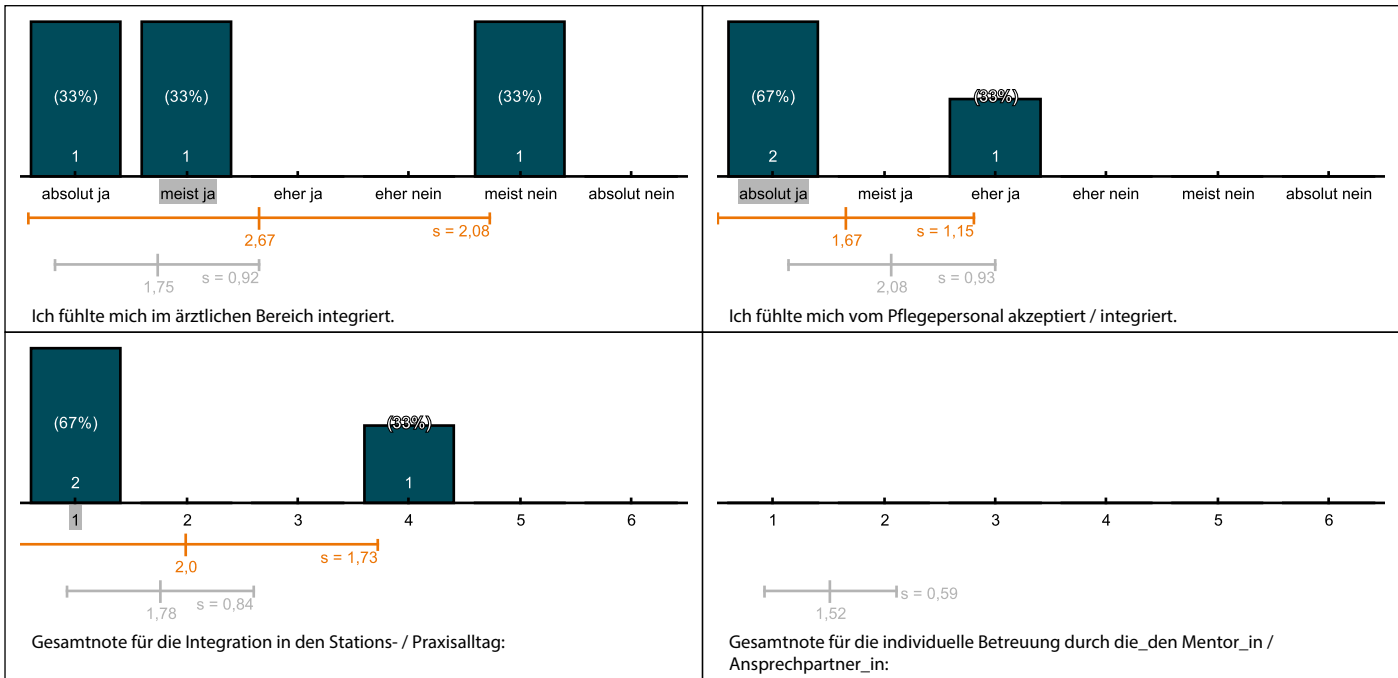 (33%) (33%) (33%)
1 1 1
absolut ja meist ja eher ja eher nein meist nein absolut nein
2,67 s = 2,08
1,75 s = 0,92
Ich fühlte mich im ärztlichen Bereich integriert.
(67%) (33%)
2 1
absolut ja meist ja eher ja eher nein meist nein absolut nein
1,67 s = 1,15
2,08 s = 0,93
Ich fühlte mich vom Pflegepersonal akzeptiert / integriert.
(67%) (33%)
2 1
1 2 3 4 5 6
2,0 s = 1,73
1,78 s = 0,84
Gesamtnote für die Integration in den Stations- / Praxisalltag:
1 2 3 4 5 6
1,52 s = 0,59
Gesamtnote für die individuelle Betreuung durch die_den Mentor_in /
Ansprechpartner_in: